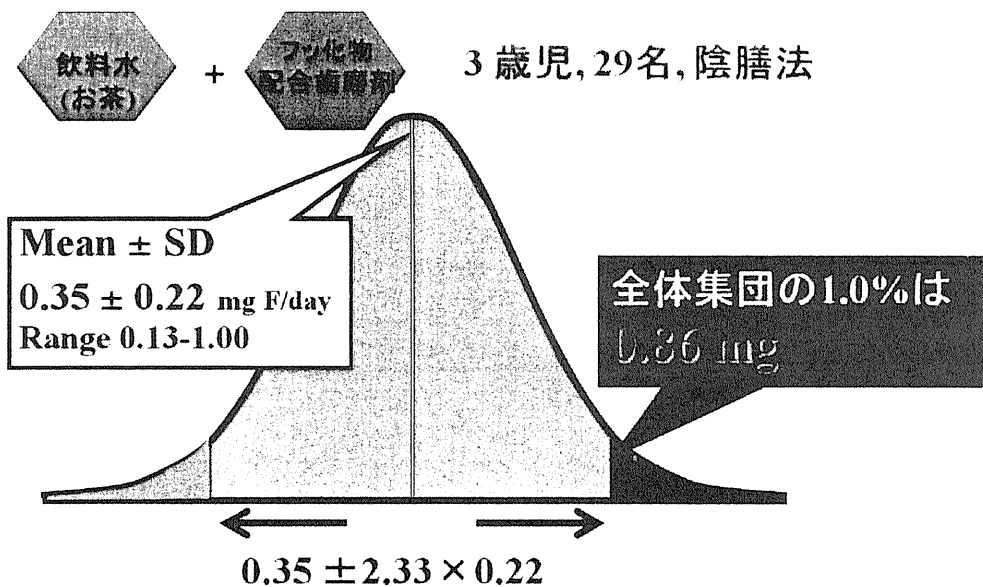 飲料水
(お茶)
+
フッ化物
配合歯磨剤
3 歳児, 29名, 陰膳法
Mean ± SD
0.35 ± 0.22 mg F/day
Range 0.13-1.00
全体集団の1.0%は
0.86 mg
0.35 ±2.33 × 0.22